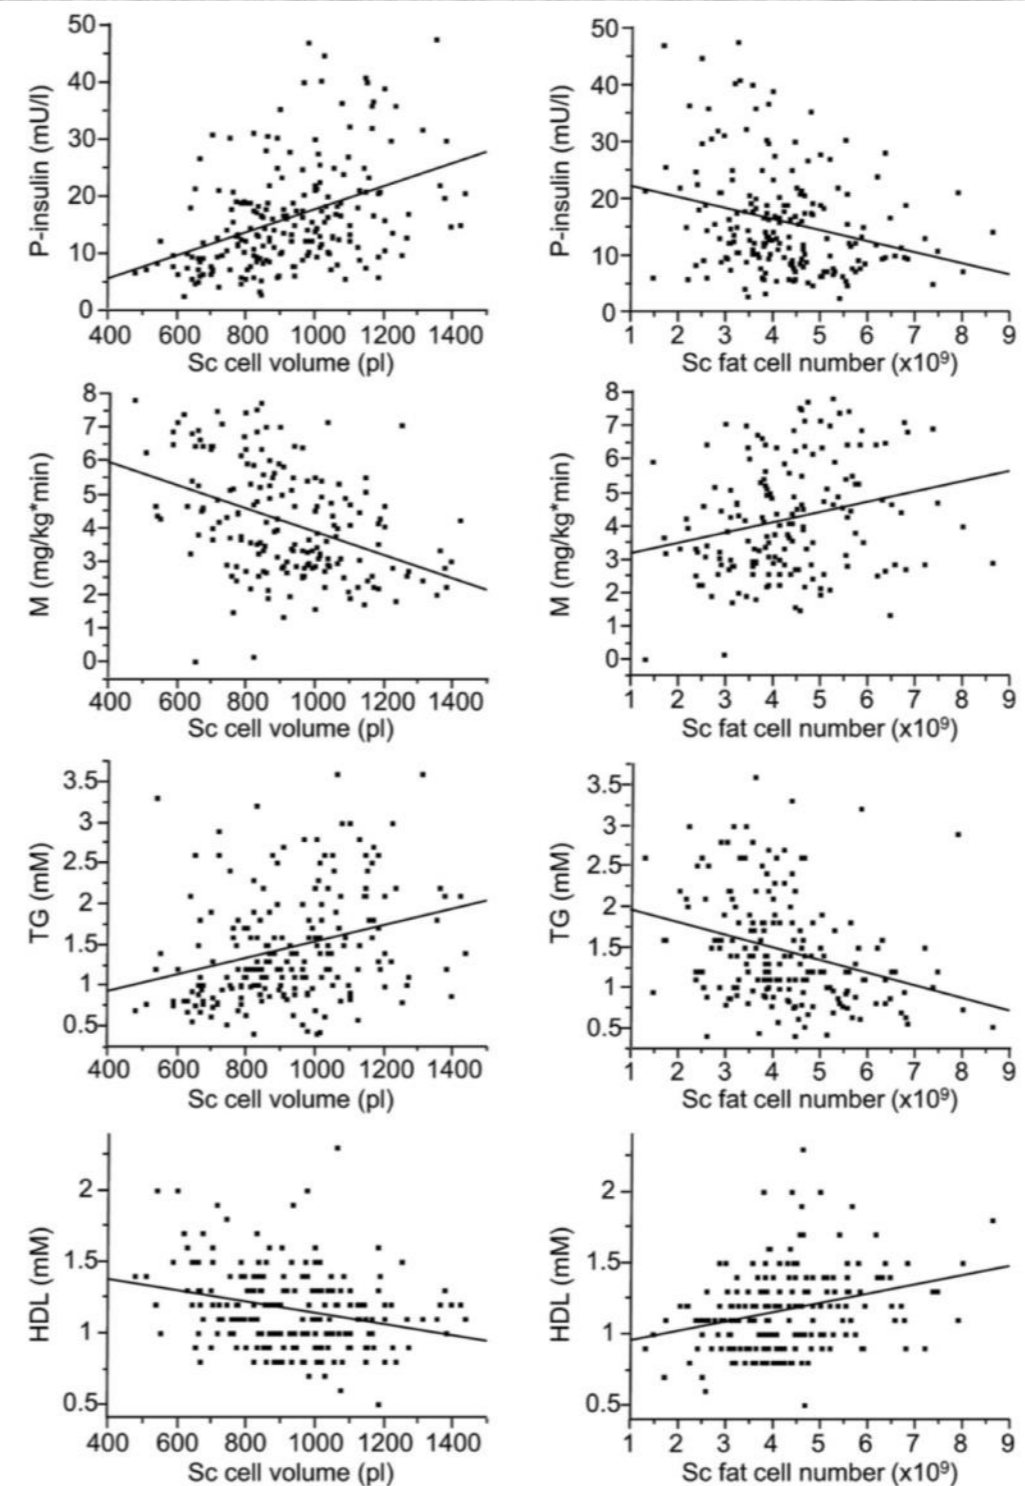 P-insulin (mU/l)
50
40
30
20
10
0
400 600 800 1000 1200 1400
Sc cell volume (pl)
P-insulin (mU/l)
50
40
30
20
10
0
1 2 3 4 5 6 7 8 9
Sc fat cell number (x10⁹)
M (mg/kg*min)
8
7
6
5
4
3
2
1
0
400 600 800 1000 1200 1400
Sc cell volume (pl)
M (mg/kg*min)
8
7
6
5
4
3
2
1
0
1 2 3 4 5 6 7 8 9
Sc fat cell number (x10⁹)
TG (mM)
3.5
3
2.5
2
1.5
1
0.5
400 600 800 1000 1200 1400
Sc cell volume (pl)
TG (mM)
3.5
3
2.5
2
1.5
1
0.5
1 2 3 4 5 6 7 8 9
Sc fat cell number (x10⁹)
HDL (mM)
2
1.5
1
0.5
400 600 800 1000 1200 1400
Sc cell volume (pl)
HDL (mM)
2
1.5
1
0.5
1 2 3 4 5 6 7 8 9
Sc fat cell number (x10⁹)